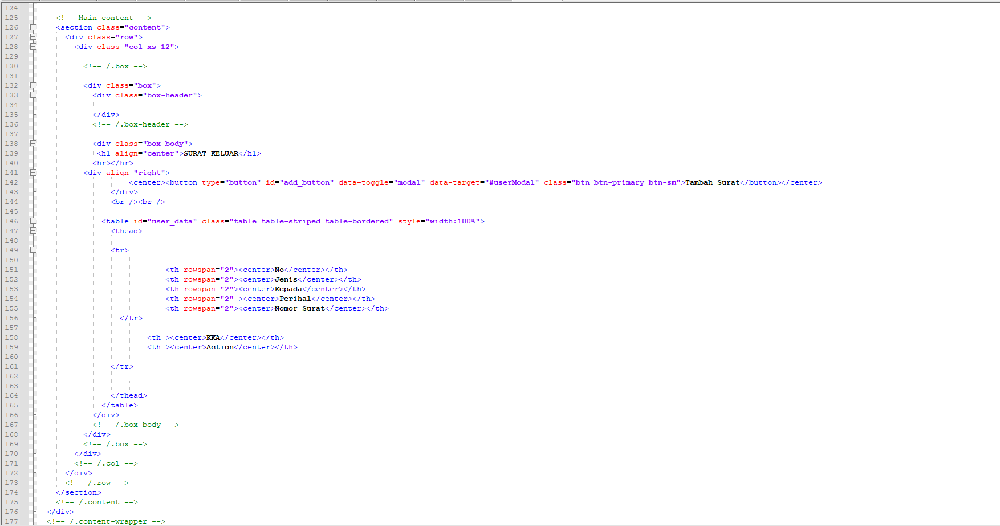 124
125 <!-- Main content -->
126 <section class="content">
127 <div class="row">
128 <div class="col-xs-12">
129
130 <!-- /.box -->
131
132 <div class="box">
133 <div class="box-header">
134
135 </div>
136 <!-- /.box-header -->
137
138 <div class="box-body">
139 <h1 align="center">SURAT KELUAR</h1>
140 <hr></hr>
141 <div align="right">
142 <center><button type="button" id="add_button" data-toggle="modal" data-target="#userModal" class="btn btn-primary btn-sm">Tambah Surat</button></center>
143 </div>
144 <br /><br />
145
146 <table id="user_data" class="table table-striped table-bordered" style="width:100%">
147 <thead>
148
149 <tr>
150
151 <th rowspan="2"><center>No</center></th>
152 <th rowspan="2"><center>Jenis</center></th>
153 <th rowspan="2"><center>Kepada</center></th>
154 <th rowspan="2" ><center>Perihal</center></th>
155 <th rowspan="2"><center>Nomor Surat</center></th>
156 </tr>
157
158 <th ><center>KKA</center></th>
159 <th ><center>Action</center></th>
160
161 </tr>
162
163
164 </thead>
165 </table>
166 </div>
167 <!-- /.box-body -->
168 </div>
169 <!-- /.box -->
170 </div>
171 <!-- /.col -->
172 </div>
173 <!-- /.row -->
174 </section>
175 <!-- /.content -->
176 </div>
177 <!-- /.content-wrapper -->